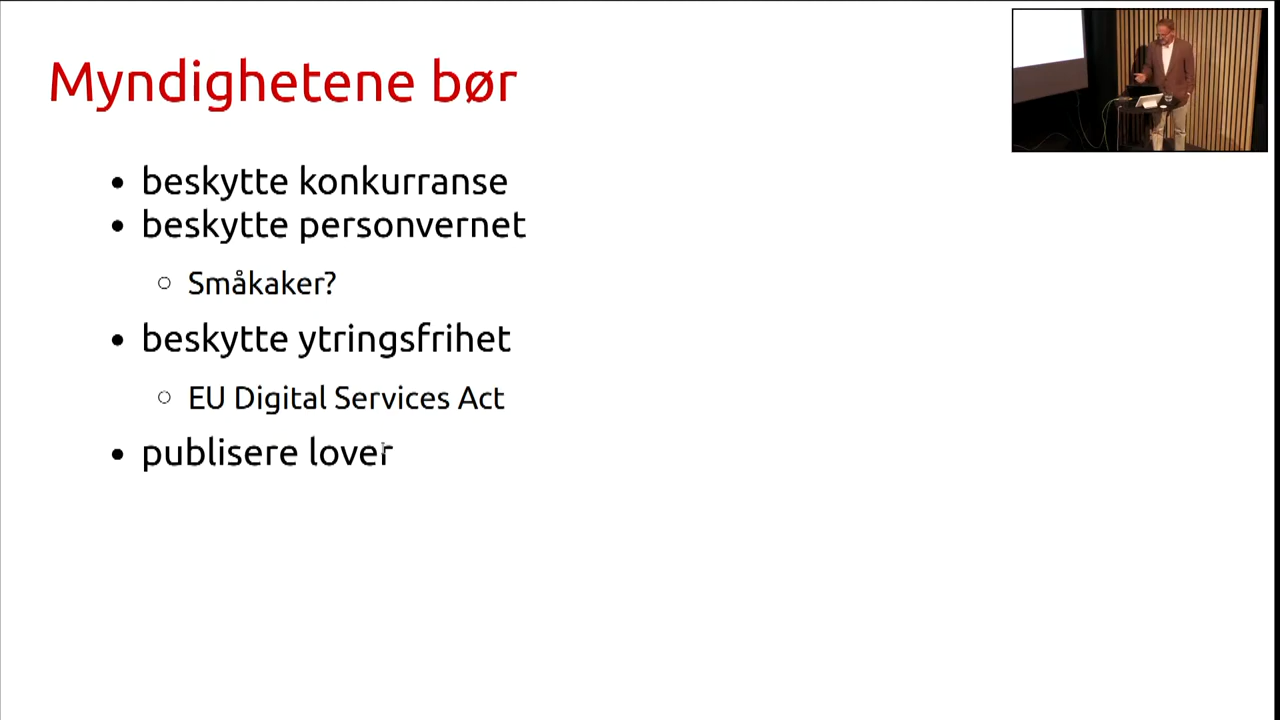 Myndighetene bør
beskytte konkurranse
beskytte personvernet
Småkaker?
beskytte ytringsfrihet
EU Digital Services Act
publisere lover